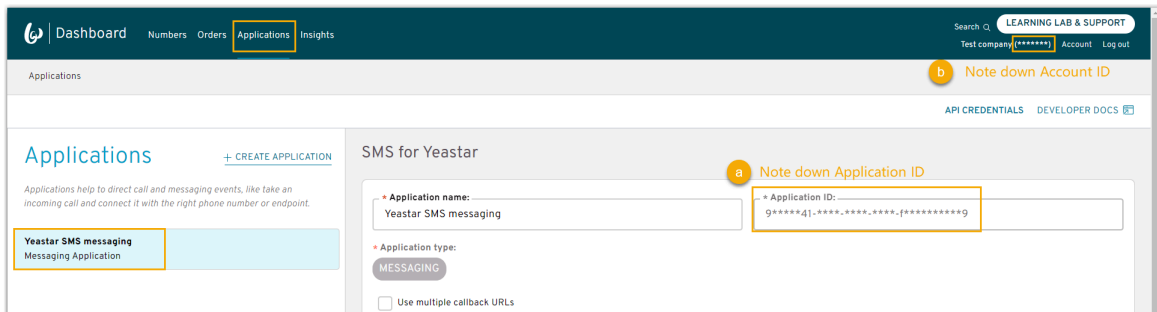 Dashboard Numbers Orders Applications Insights
Search
LEARNING LAB & SUPPORT
Test company (*******) Account Log out
Applications
b Note down Account ID
API CREDENTIALS DEVELOPER DOCS
Applications + CREATE APPLICATION
Applications help to direct call and messaging events, like take an
incoming call and connect it with the right phone number or endpoint.
Yeastar SMS messaging
Messaging Application
SMS for Yeastar
a Note down Application ID
* Application name:
Yeastar SMS messaging
* Application ID:
9*****41-****-****-****-f**********9
* Application type:
MESSAGING
Use multiple callback URLs